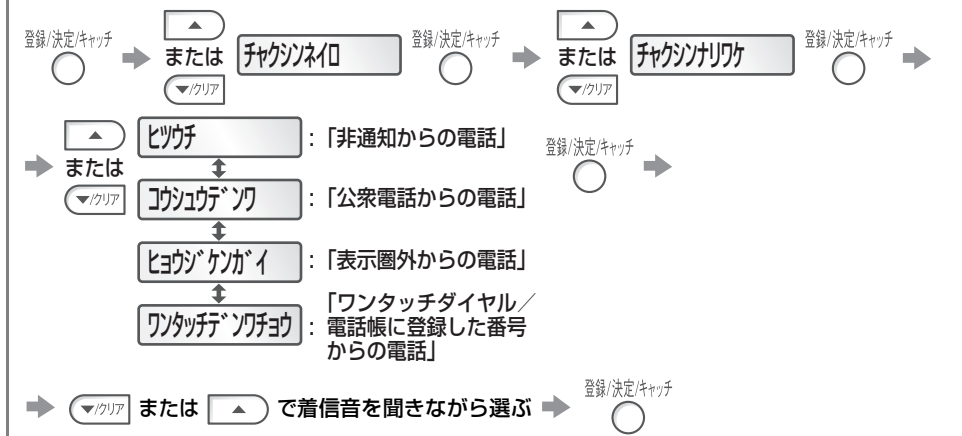 登録/決定/キャッチ ▲ または ▼/クリア チャクシンネイロ 登録/決定/キャッチ ▲ または ▼/クリア チャクシンナリワケ 登録/決定/キャッチ
▲ または ▼/クリア
ヒツウチ :「非通知からの電話」 登録/決定/キャッチ
コウシュウデンワ :「公衆電話からの電話」
ヒョウジケンガイ :「表示圏外からの電話」
ワンタッチデンワチョウ :「ワンタッチダイヤル/
電話帳に登録した番号
からの電話」
▼/クリア または ▲ で着信音を聞きながら選ぶ 登録/決定/キャッチ